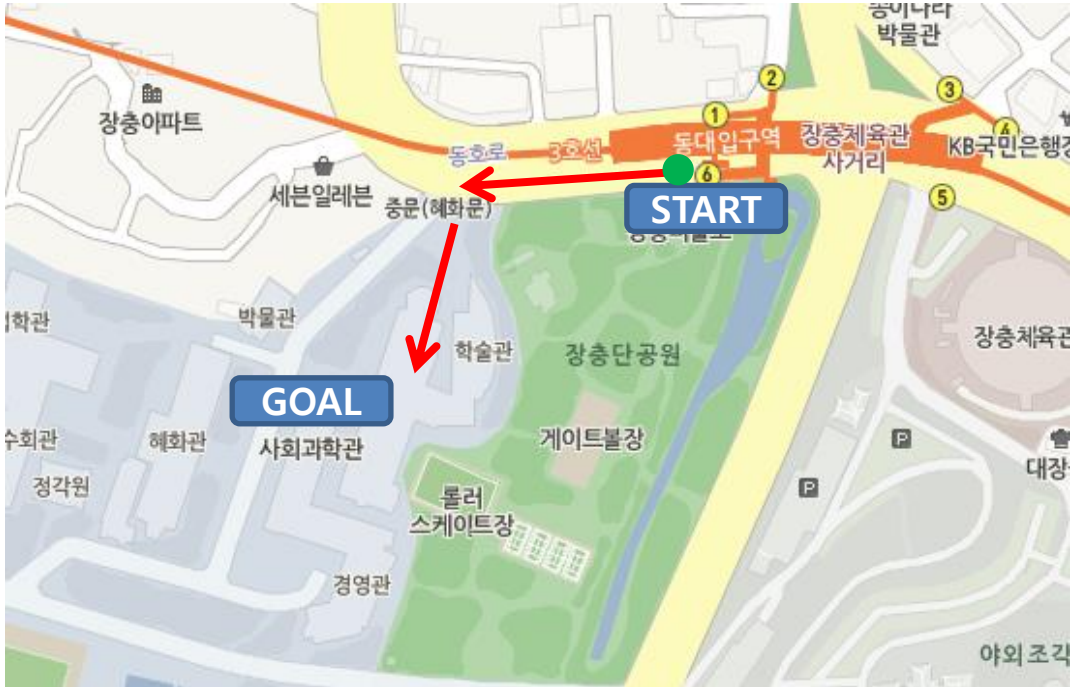 박물관
2
3
장충아파트
1
4
동대입구역
장충체육관
사거리
KB국민은행
동호로
3호선
6
세븐일레븐
중문(혜화문)
START
5
박물관
학술관
장충단공원
장충체육관
GOAL
게이트볼장
수회관
혜화관
사회과학관
P
대장
정각원
롤러
스케이트장
P
경영관
야외조각